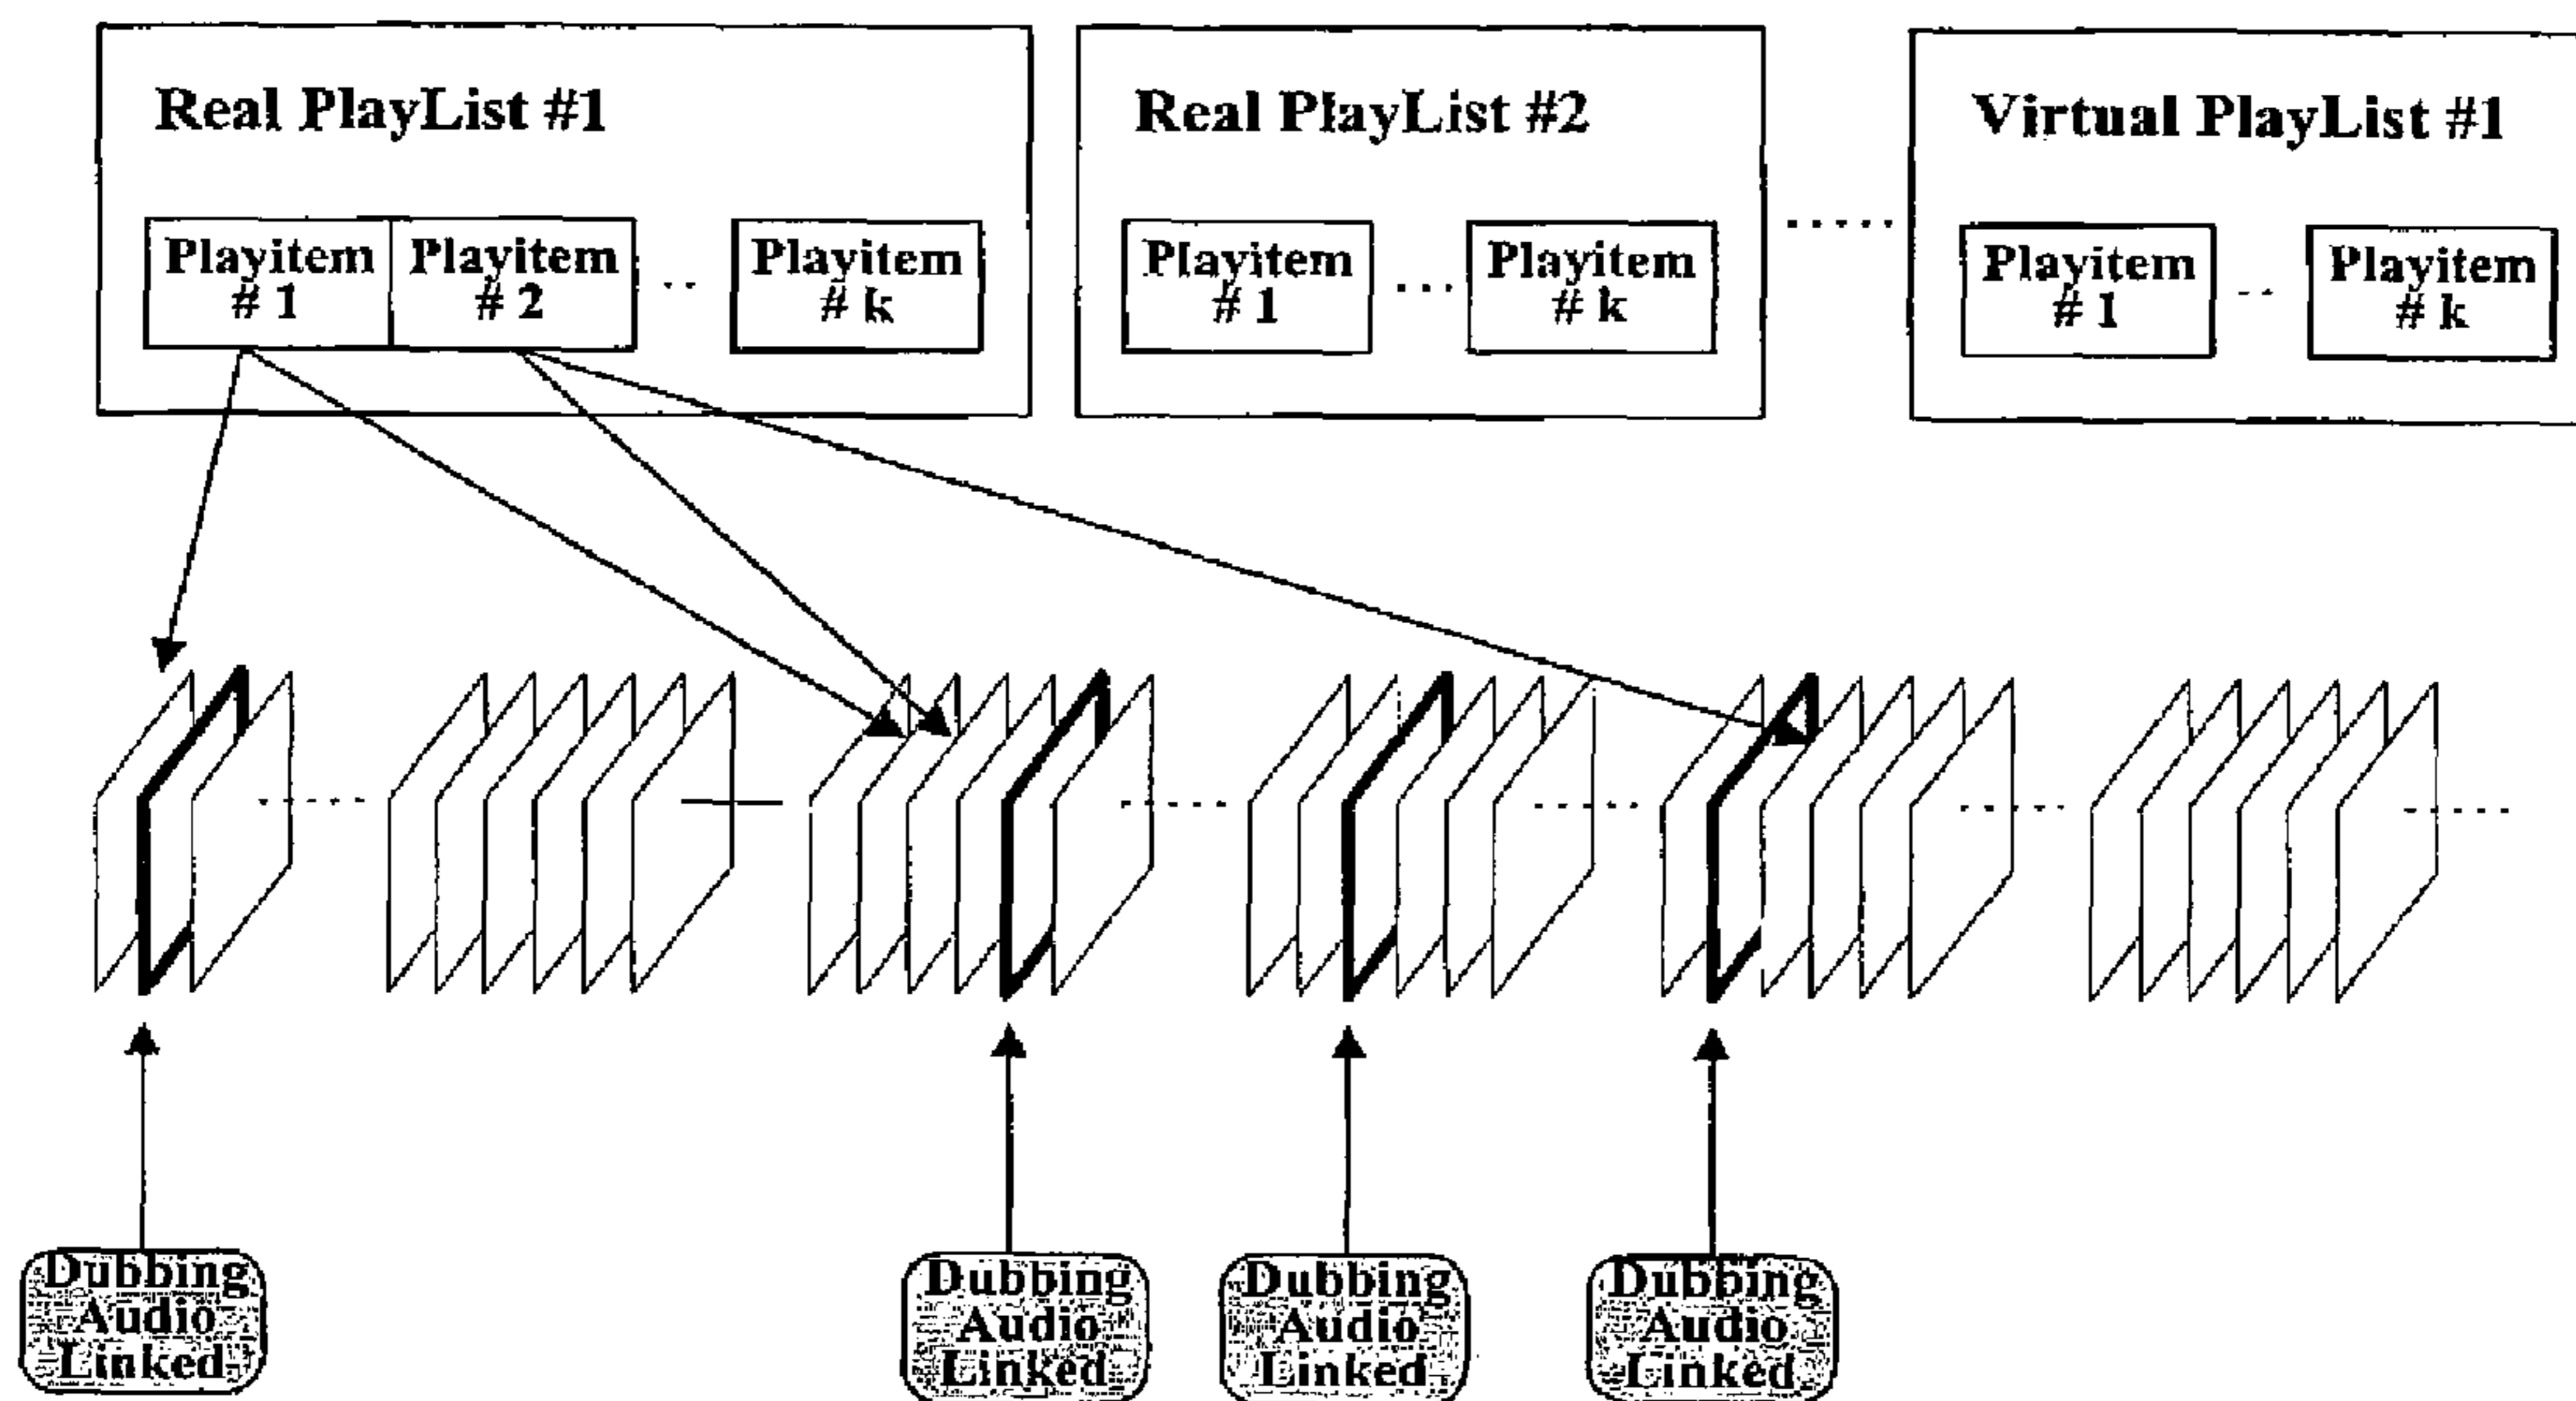 Real PlayList #1
Playitem
# 1
Playitem
# 2
Playitem
# k
Real PlayList #2
Playitem
# 1
Playitem
# k
Virtual PlayList #1
Playitem
# 1
Playitem
# k
Dubbing
Audio
Linked
Dubbing
Audio
Linked
Dubbing
Audio
Linked
Dubbing
Audio
Linked